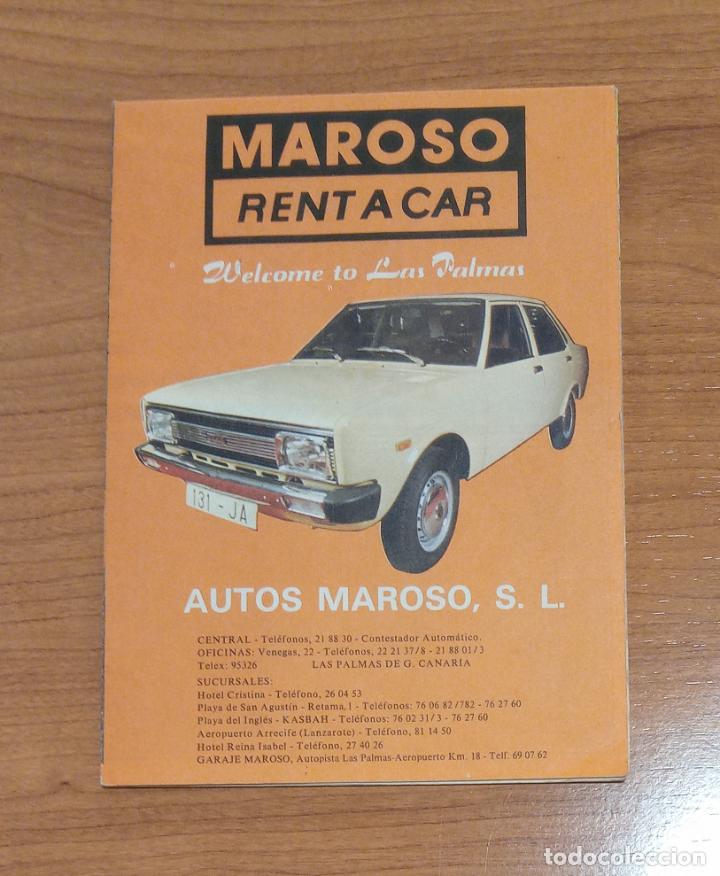 MAROSO
RENT A CAR
Welcome to Las Palmas
131 - JA
AUTOS MAROSO, S. L.
CENTRAL - Teléfonos, 21 88 30 - Contestador Automático.
OFICINAS: Venegas, 22 - Teléfonos, 22 21 37/8 - 21 88 01/3
Telex: 95326 LAS PALMAS DE G. CANARIA
SUCURSALES:
Hotel Cristina - Teléfono, 26 04 53
Playa de San Agustín - Retama, 1 - Teléfonos: 76 06 82/782 - 76 27 60
Playa del Inglés - KASBAH - Teléfonos: 76 02 31/3 - 76 27 60
Aeropuerto Arrecife (Lanzarote) - Teléfono, 81 14 50
Hotel Reina Isabel - Teléfono, 27 40 26
GARAJE MAROSO, Autopista Las Palmas-Aeropuerto Km. 18 - Telf. 69 07 62
todocoleccion